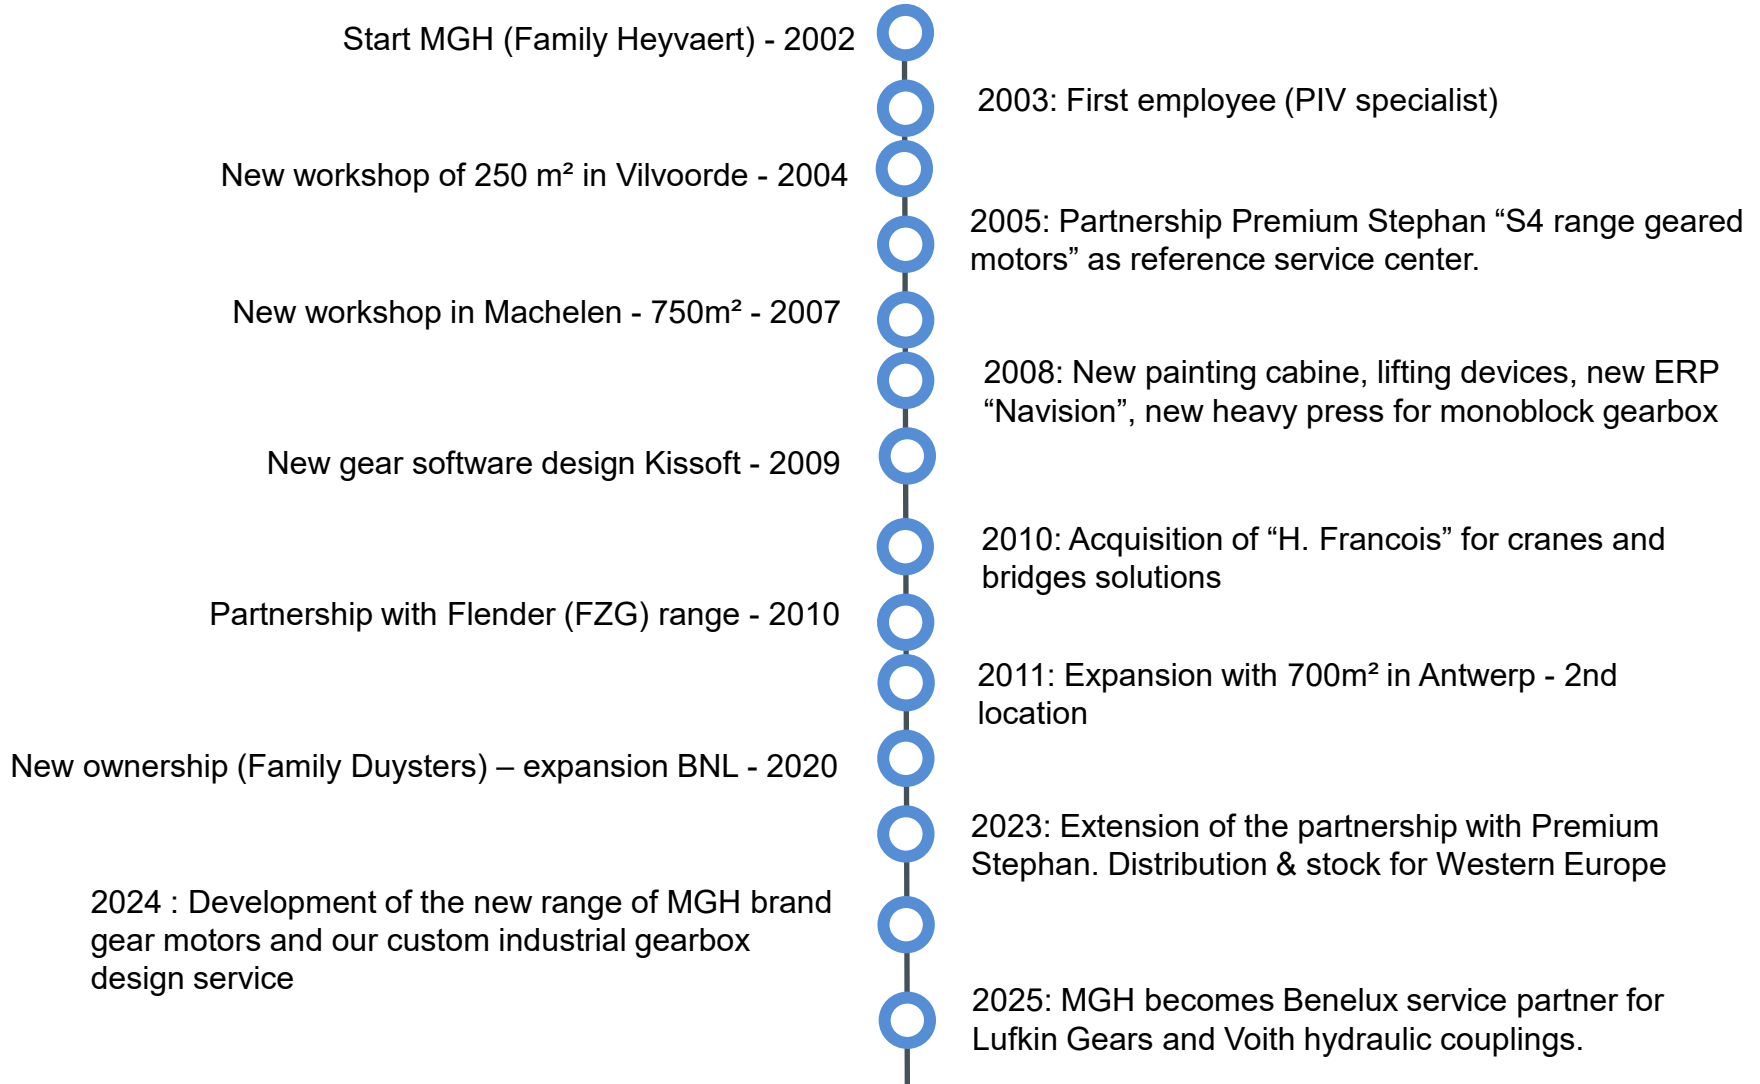 Start MGH (Family Heyvaert) - 2002
2003: First employee (PIV specialist)
New workshop of 250 m² in Vilvoorde - 2004
2005: Partnership Premium Stephan “S4 range geared
motors” as reference service center.
New workshop in Machelen - 750m² - 2007
2008: New painting cabine, lifting devices, new ERP
“Navision”, new heavy press for monoblock gearbox
New gear software design Kissoft - 2009
2010: Acquisition of “H. Francois” for cranes and
bridges solutions
Partnership with Flender (FZG) range - 2010
2011: Expansion with 700m² in Antwerp - 2nd
location
New ownership (Family Duysters) – expansion BNL - 2020
2023: Extension of the partnership with Premium
Stephan. Distribution & stock for Western Europe
2024 : Development of the new range of MGH brand
gear motors and our custom industrial gearbox
design service
2025: MGH becomes Benelux service partner for
Lufkin Gears and Voith hydraulic couplings.